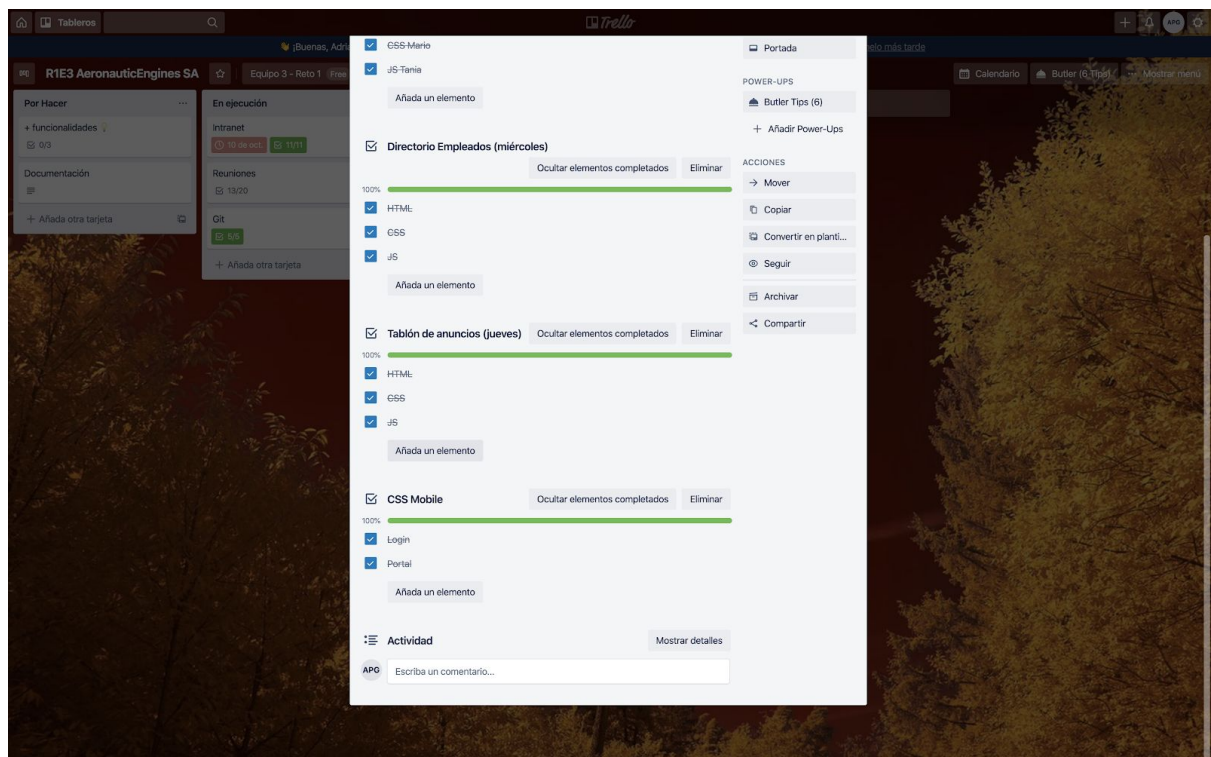 Tableros
Trello
APG
¡Buenas, Adria
elo más tarde
R1E3 AeronauticEngines SA
Equipo 3 - Reto 1 Free
Calendario
Butler (6 Tips)
Mostrar menú
Por Hacer
+ funcionalidades
0/3
Documentación
+ Añada otra tarjeta
En ejecución
Intranet
10 de oct. 11/11
Reuniones
13/20
Git
5/5
+ Añada otra tarjeta
CSS Mario
JS Tania
Añada un elemento
Directorio Empleados (miércoles)
Ocultar elementos completados Eliminar
100%
HTML
CSS
JS
Añada un elemento
Tablón de anuncios (jueves) Ocultar elementos completados Eliminar
100%
HTML
CSS
JS
Añada un elemento
CSS Mobile Ocultar elementos completados Eliminar
100%
Login
Portal
Añada un elemento
Actividad Mostrar detalles
APG Escriba un comentario...
Portada
POWER-UPS
Butler Tips (6)
+ Añadir Power-Ups
ACCIONES
→ Mover
Copiar
Convertir en planti...
Seguir
Archivar
Compartir